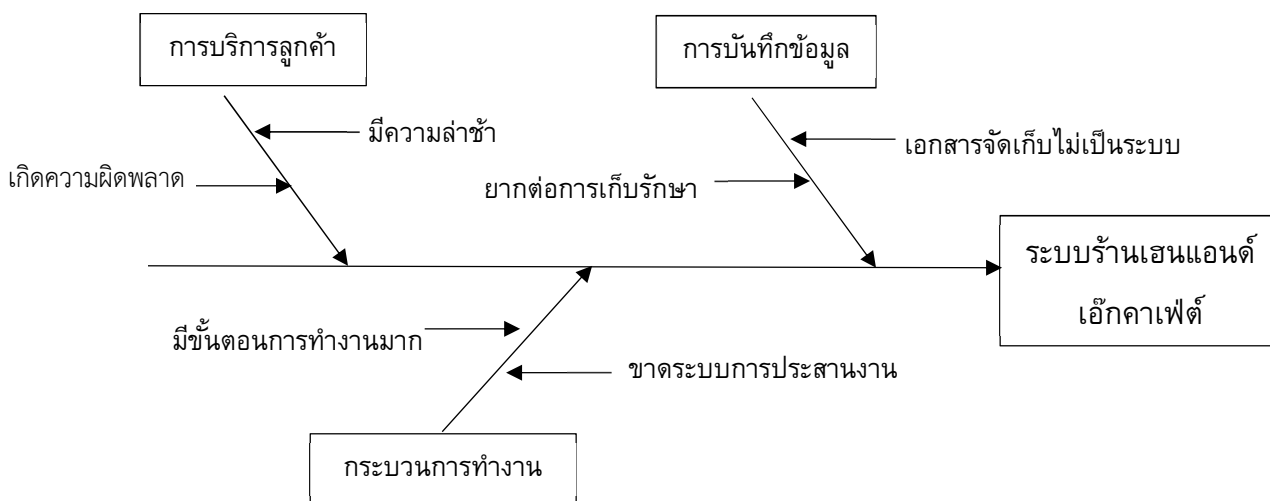 การบริการลูกค้า
การบันทึกข้อมูล
มีความล่าช้า
เอกสารจัดเก็บไม่เป็นระบบ
เกิดความผิดพลาด
ยากต่อการเก็บรักษา
ระบบร้านเฮนแอนด์
เอ๊กคาเฟ่ต์
มีขั้นตอนการทำงานมาก
ขาดระบบการประสานงาน
กระบวนการทำงาน